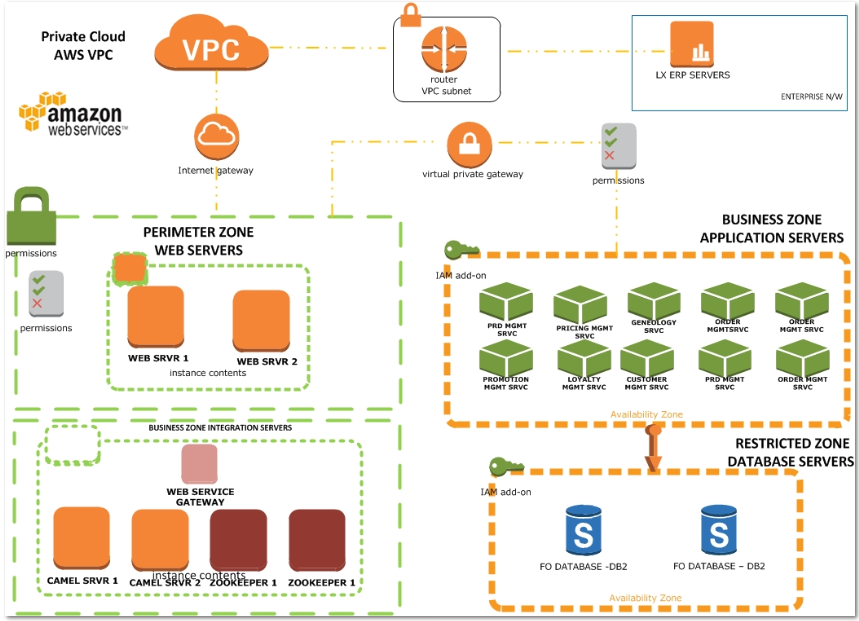 Private Cloud
AWS VPC
VPC
router
VPC subnet
LX ERP SERVERS
ENTERPRISE N/W
amazon
web services™
Internet gateway
virtual private gateway
permissions
permissions
permissions
PERIMETER ZONE
WEB SERVERS
WEB SRVR 1
WEB SRVR 2
instance contents
BUSINESS ZONE
APPLICATION SERVERS
IAM add-on
PRD MGMT
SRVC
PRICING MGMT
SRVC
GENEOLOGY
SRVC
ORDER
MGMTSRVC
ORDER
MGMT SRVC
PROMOTION
MGMT SRVC
LOYALTY
MGMT SRVC
CUSTOMER
MGMT SRVC
PRD MGMT
SRVC
ORDER MGMT
SRVC
Availability Zone
BUSINESS ZONE INTEGRATION SERVERS
WEB SERVICE
GATEWAY
CAMEL SRVR 1
CAMEL SRVR 2
ZOOKEEPER 1
ZOOKEEPER 1
instance contents
RESTRICTED ZONE
DATABASE SERVERS
IAM add-on
S
S
FO DATABASE -DB2
FO DATABASE – DB2
Availability Zone